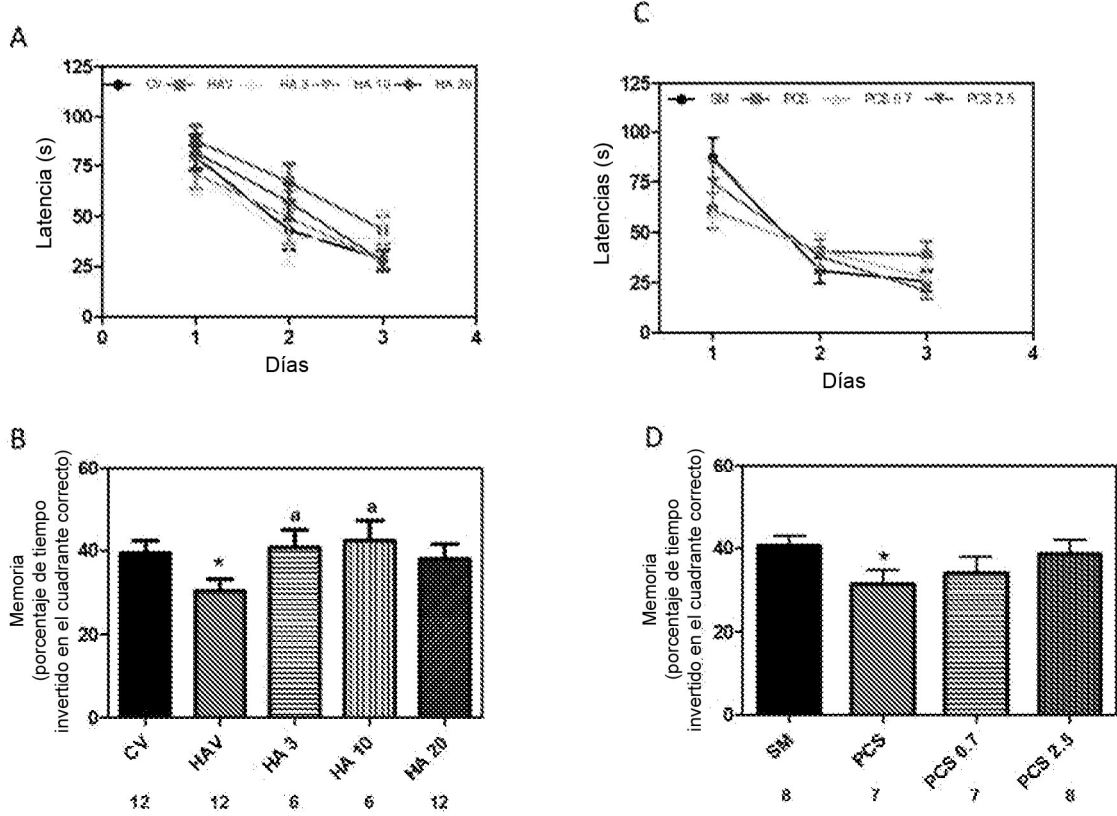 A
125
CV HAV HA 3 HA 10 HA 20
100
75
50
25
0
Latencia (s)
0 1 2 3 4
Días
C
125
SM PCS PCS 0.7 PCS 2.5
100
75
50
25
0
Latencias (s)
1 2 3 4
Días
B
60
40
20
0
Memoria
(porcentaje de tiempo
invertido en el cuadrante correcto)
*
a
a
CV HAV HA 3 HA 10 HA 20
12 12 6 6 12
D
60
40
20
0
Memoria
(porcentaje de tiempo
invertido en el cuadrante correcto)
*
SM PCS PCS 0.7 PCS 2.5
8 7 7 8